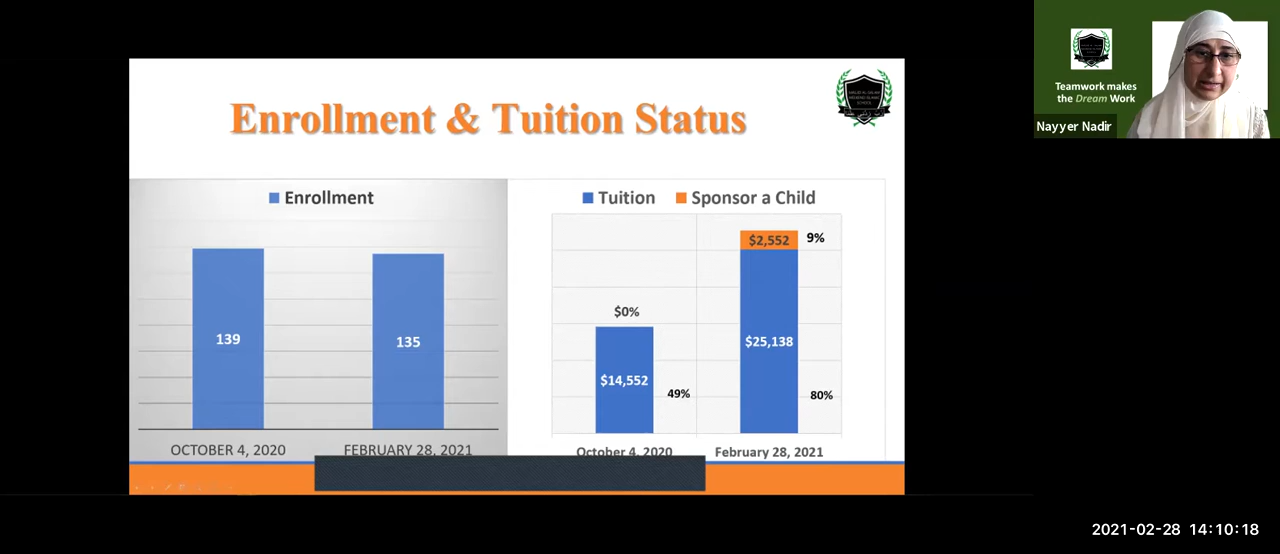 Enrollment & Tuition Status
Enrollment
139
135
OCTOBER 4, 2020
FEBRUARY 28, 2021
Tuition
Sponsor a Child
$2,552
9%
$0%
$25,138
$14,552
49%
80%
October 4, 2020
February 28, 2021
Teamwork makes
the Dream Work
Nayyer Nadir
2021-02-28 14:10:18